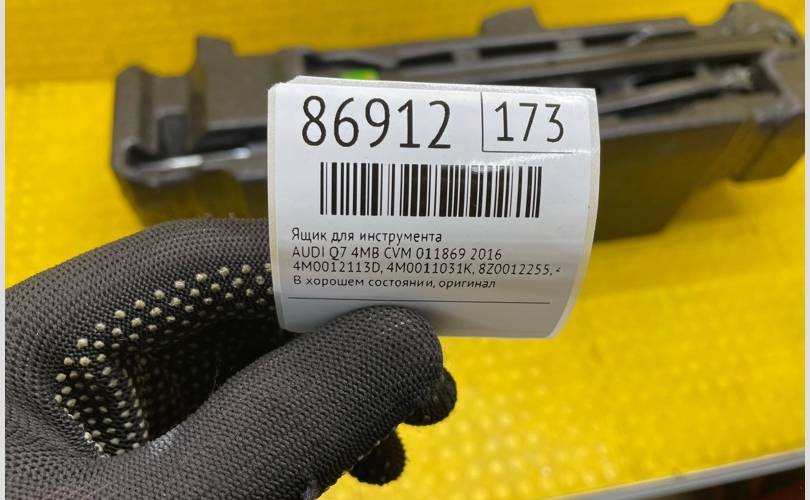 86912 173
Ящик для инструмента
AUDI Q7 4MB CVM 011869 2016
4M0012113D, 4M0011031K, 8Z0012255,
В хорошем состоянии, оригинал